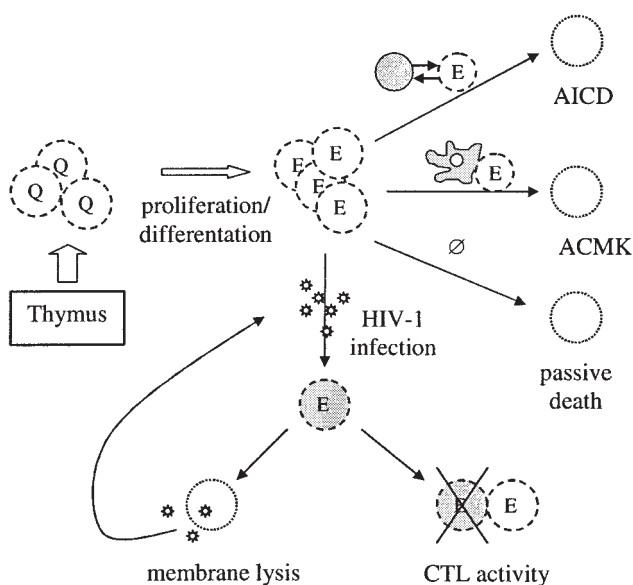 E
AICD
E
E
E
E
Q
Q
Q
E
ACMK
proliferation/
differentation
∅
Thymus
HIV-1
infection
passive
death
E
E
E
membrane lysis
CTL activity